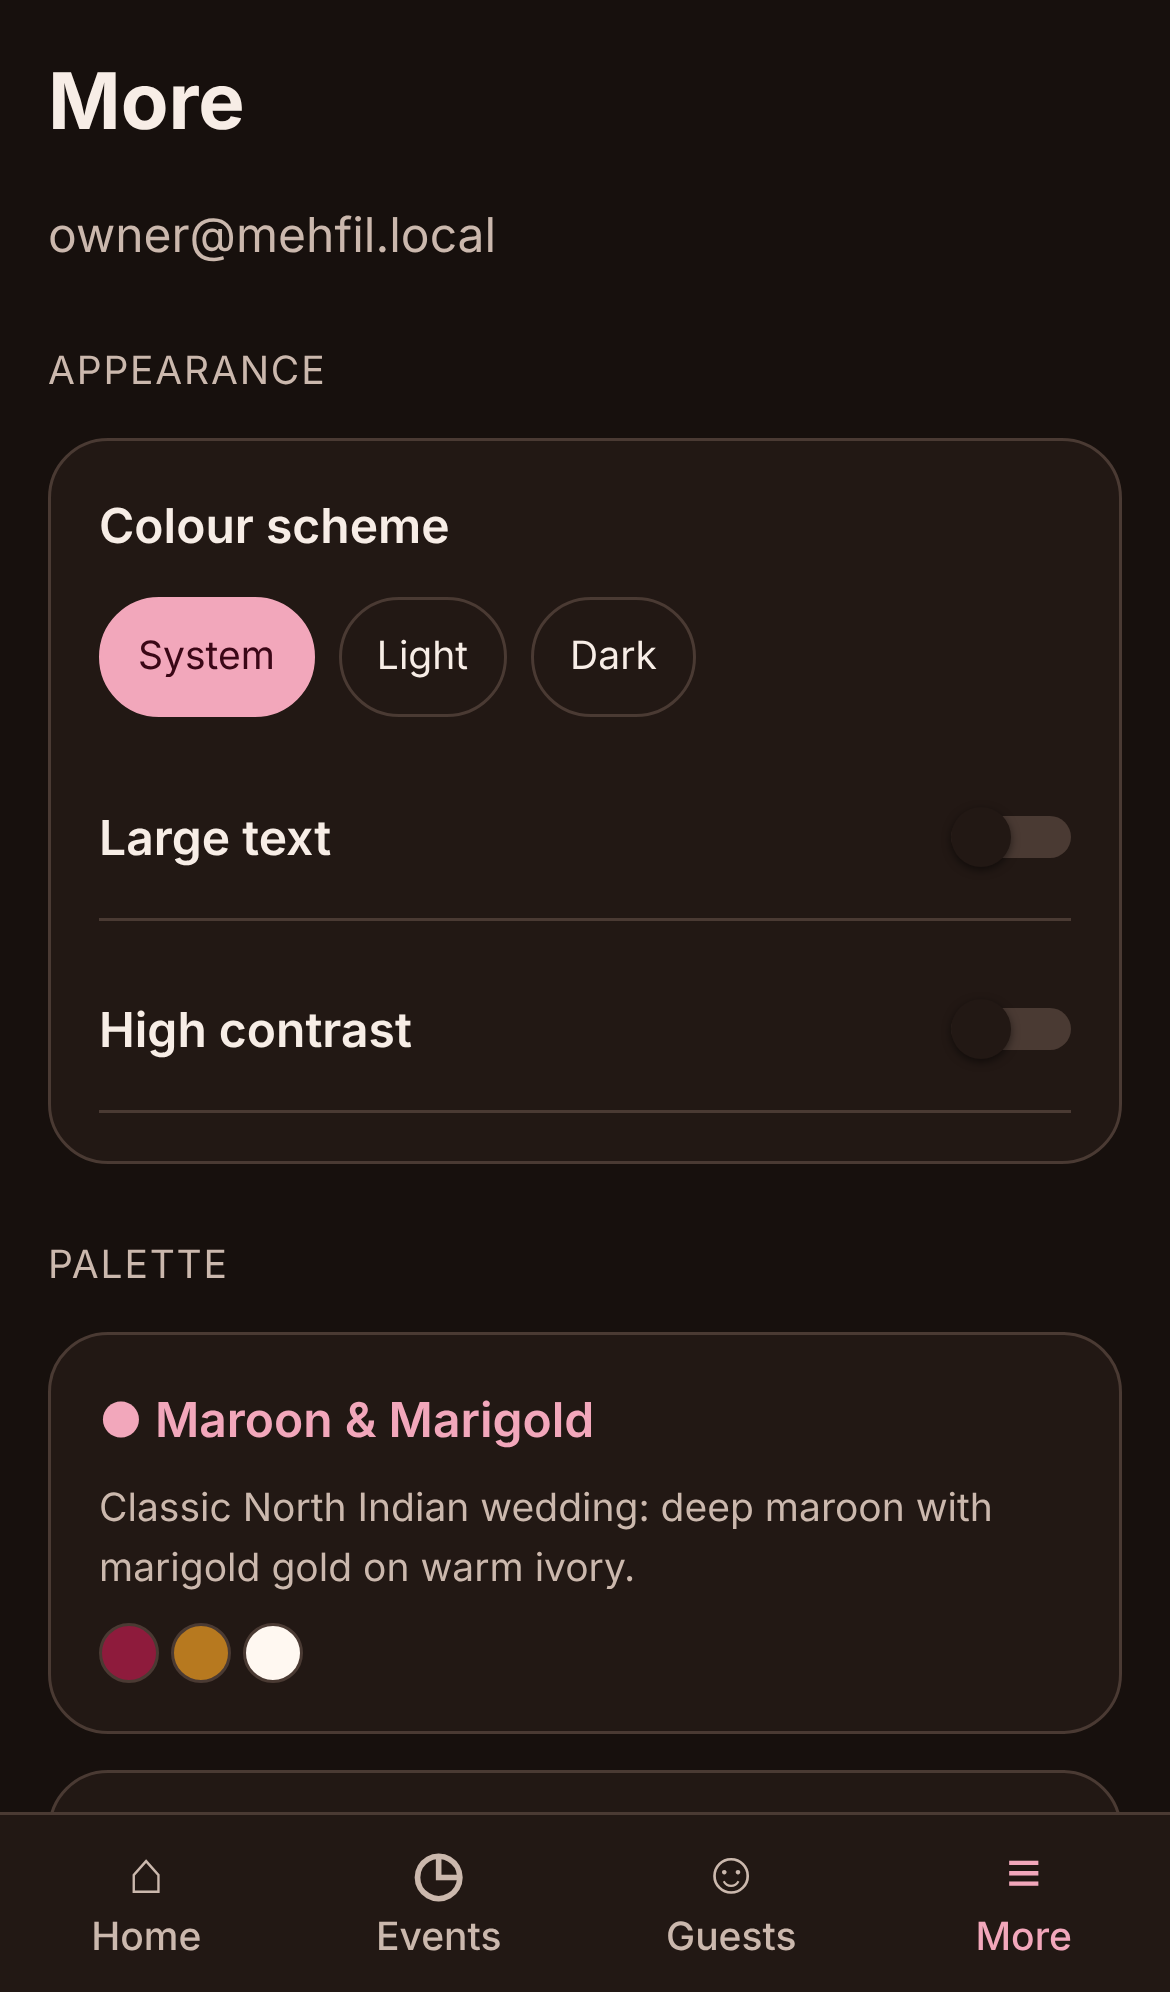 More
owner@mehfil.local
APPEARANCE
Colour scheme
System Light Dark
Large text
High contrast
PALETTE
Maroon & Marigold
Classic North Indian wedding: deep maroon with
marigold gold on warm ivory.
Home Events Guests More